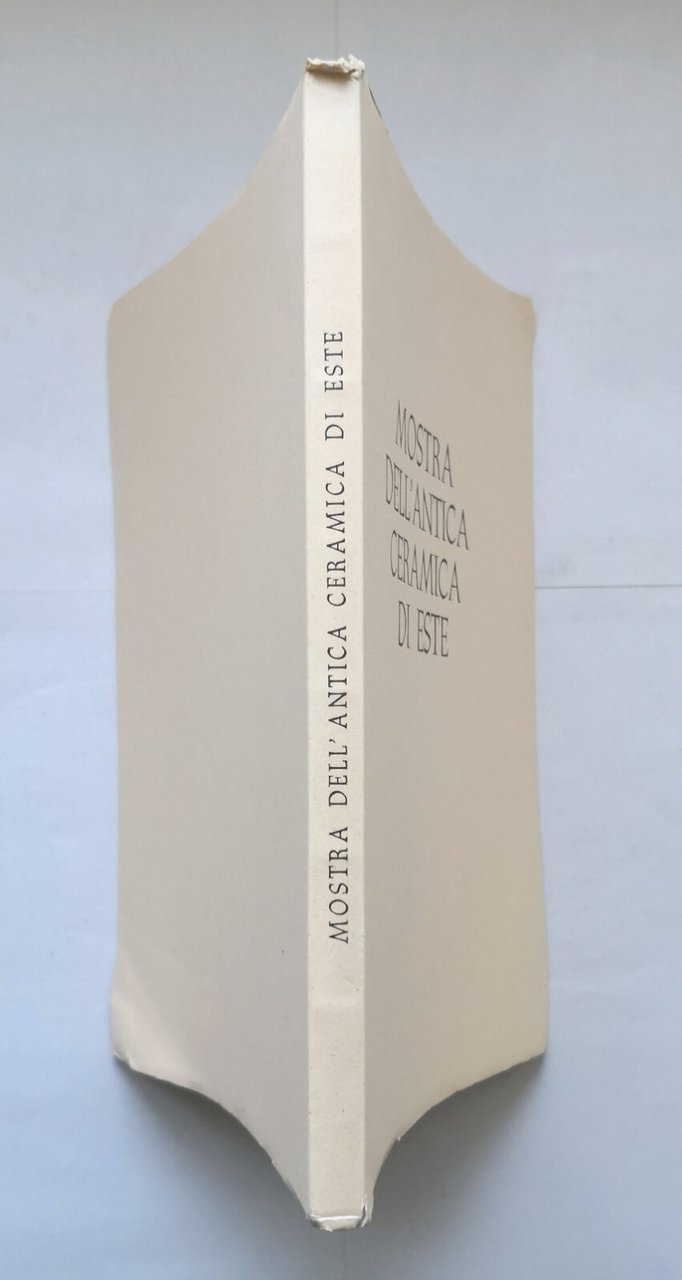 MOSTRA DELL'ANTICA CERAMICA DI ESTE
MOSTRA
DELL'ANTICA
CERAMICA
DI ESTE